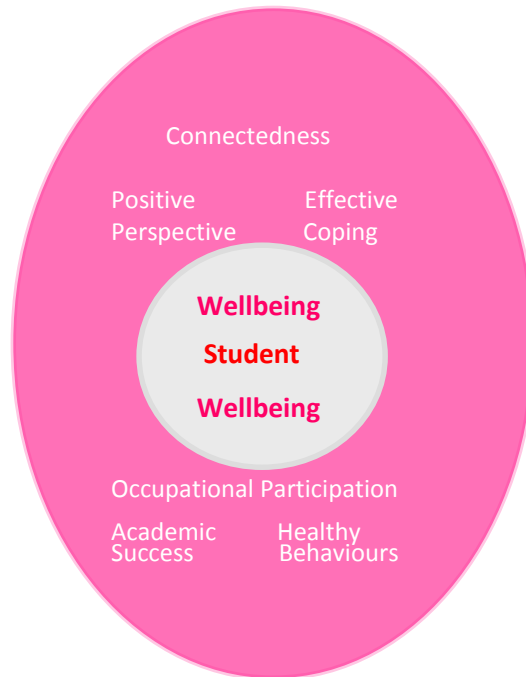 Connectedness
Positive Effective
Perspective Coping
Wellbeing
Student
Wellbeing
Occupational Participation
Academic Healthy
Success Behaviours